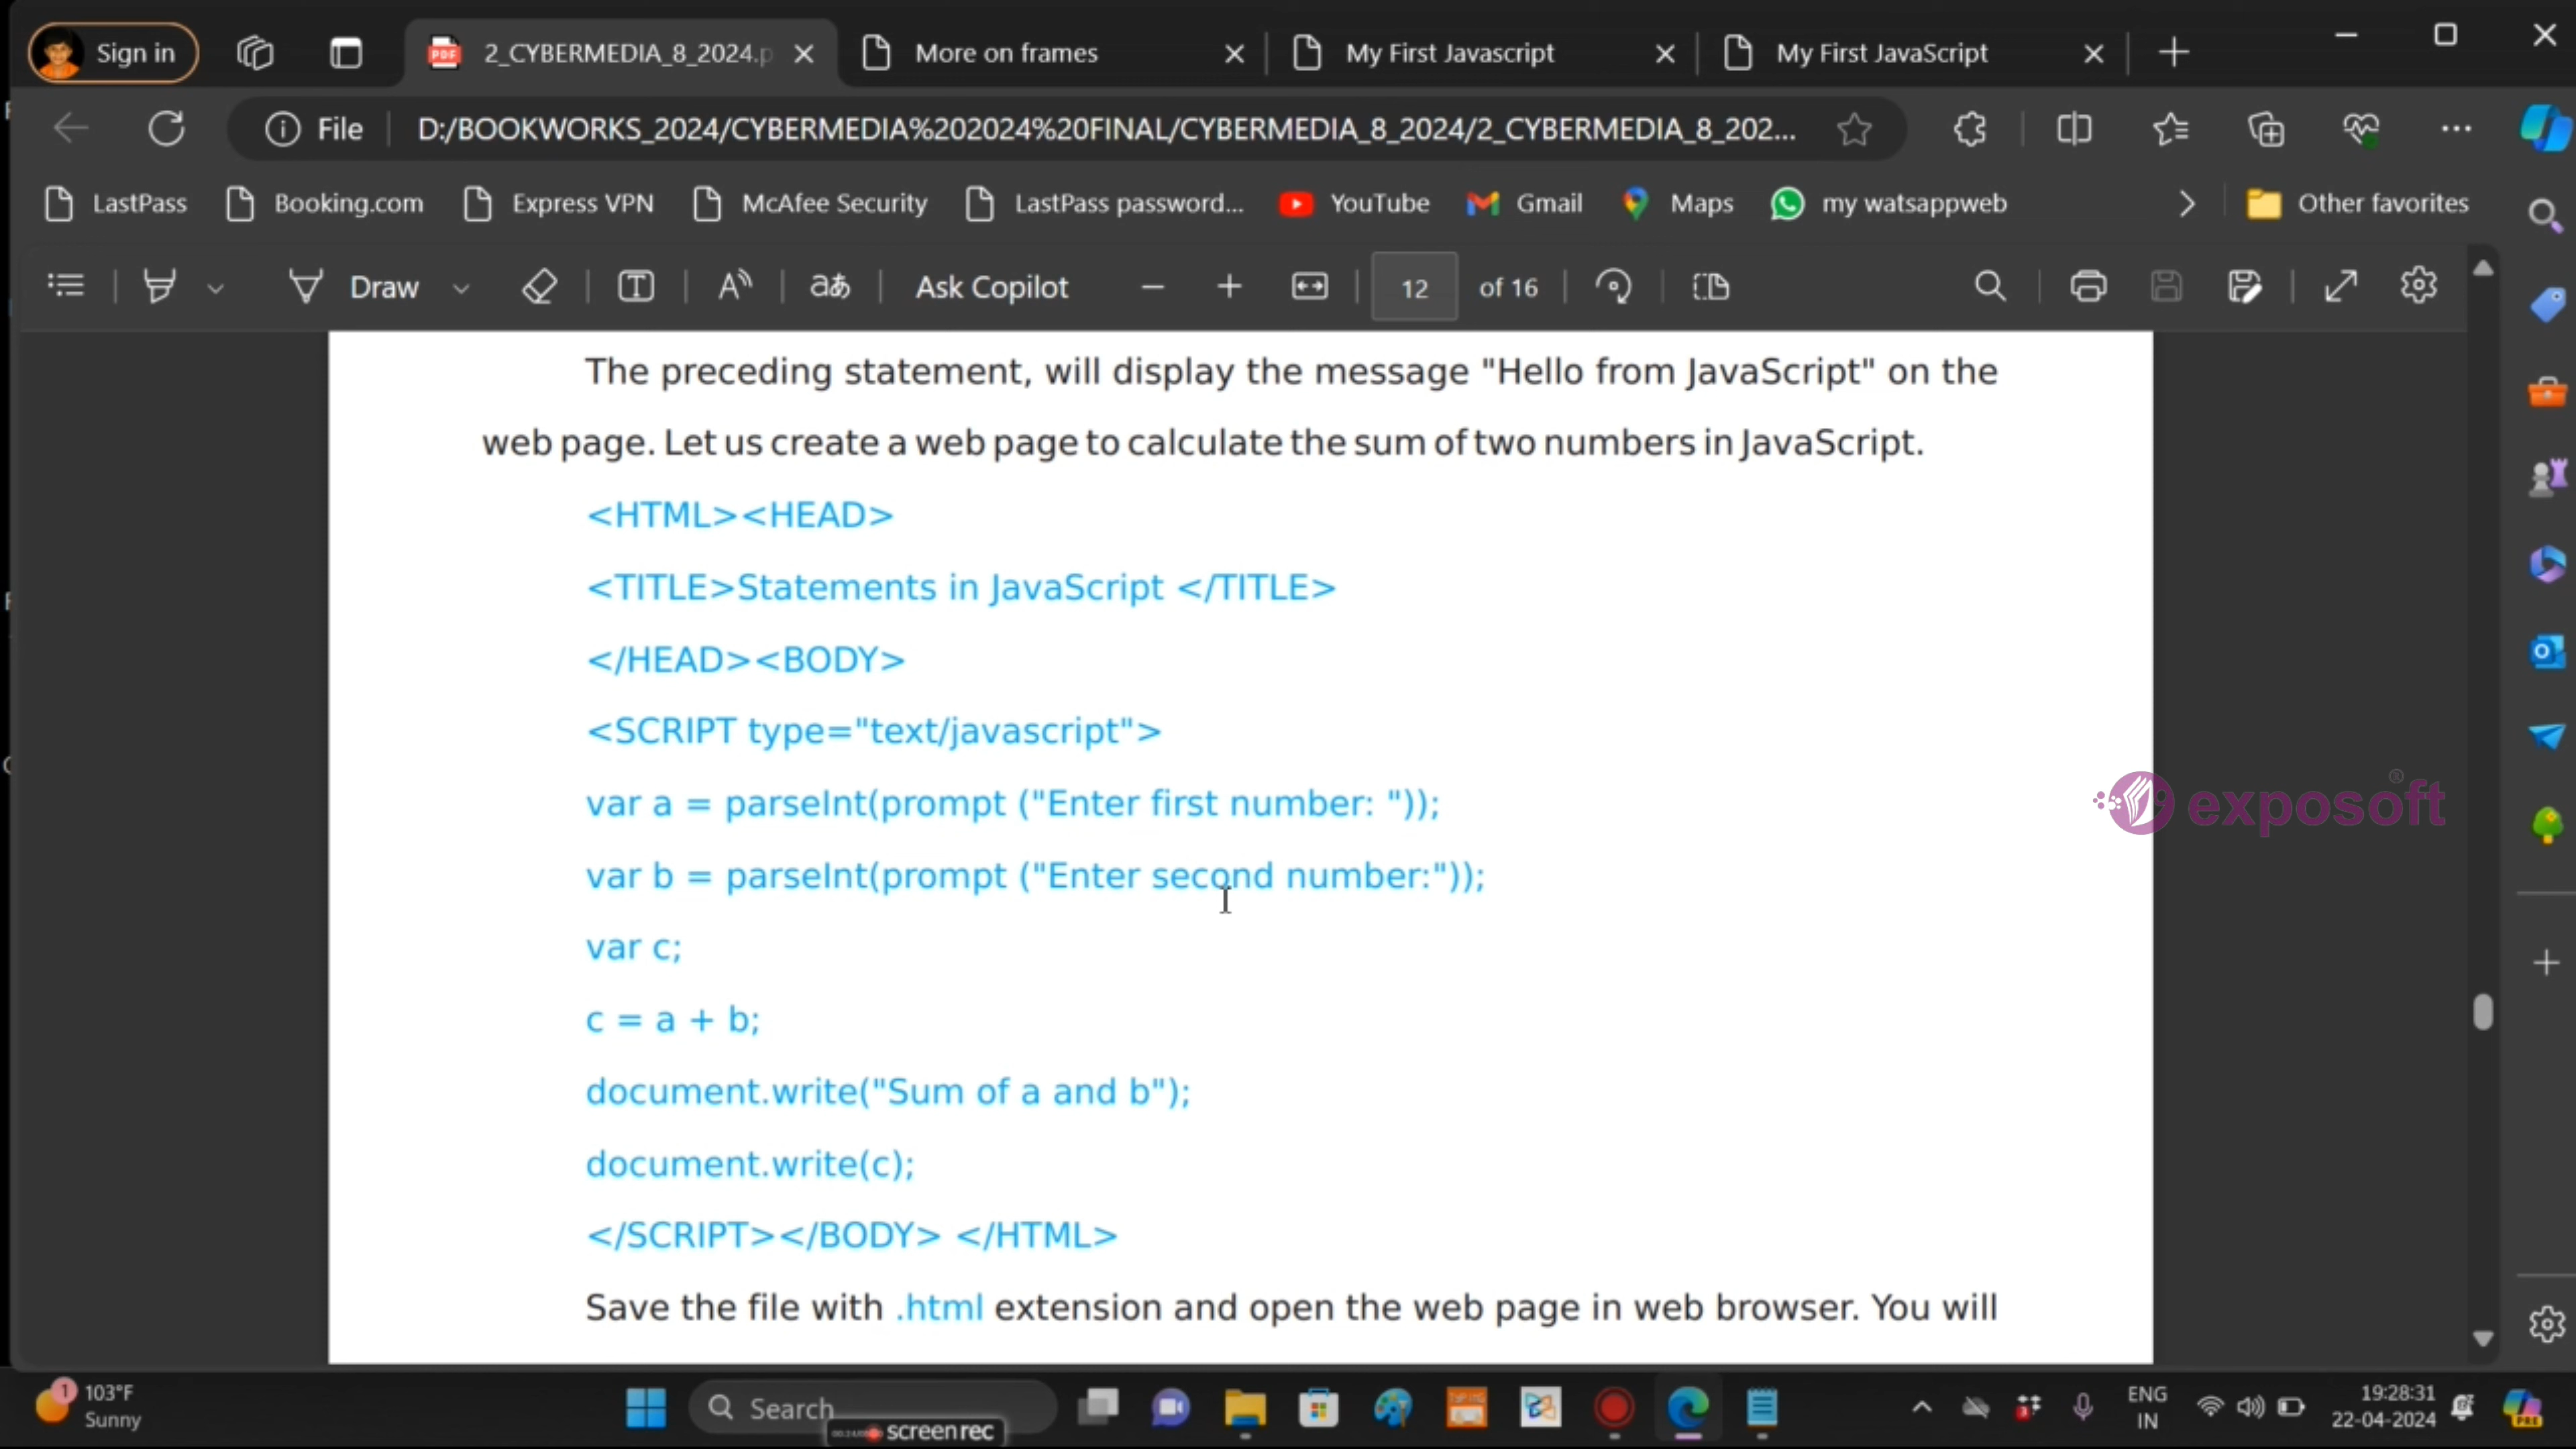 Sign in
2_CYBERMEDIA_8_2024.p
More on frames
My First Javascript
My First JavaScript
File
D:/BOOKWORKS_2024/CYBERMEDIA%202024%20FINAL/CYBERMEDIA_8_2024/2_CYBERMEDIA_8_202...
LastPass
Booking.com
Express VPN
McAfee Security
LastPass password...
YouTube
Gmail
Maps
my watsappweb
Other favorites
Draw
Ask Copilot
12 of 16
The preceding statement, will display the message "Hello from JavaScript" on the
web page. Let us create a web page to calculate the sum of two numbers in JavaScript.
<HTML><HEAD>
<TITLE>Statements in JavaScript </TITLE>
</HEAD><BODY>
<SCRIPT type="text/javascript">
var a = parseInt(prompt ("Enter first number: "));
exposoft®
var b = parseInt(prompt ("Enter second number:"));
var c;
c = a + b;
document.write("Sum of a and b");
document.write(c);
</SCRIPT></BODY> </HTML>
Save the file with .html extension and open the web page in web browser. You will
1
103°F
Sunny
Search
screenrec
ENG
IN
19:28:31
22-04-2024